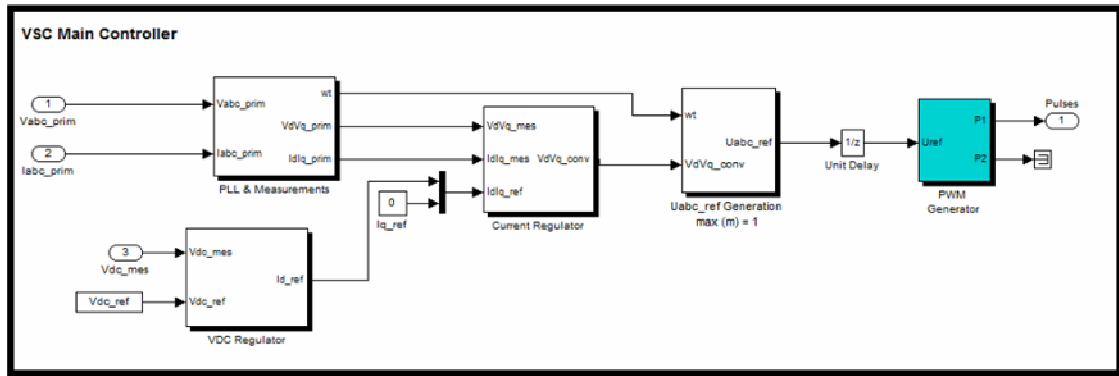 VSC Main Controller
1
Vabc_prim
2
Iabc_prim
Vabc_prim
Iabc_prim
wt
VdVq_prim
IdIq_prim
PLL & Measurements
0
Iq_ref
VdVq_mes
IdIq_mes
IdIq_ref
VdVq_conv
Current Regulator
wt
VdVq_conv
Uabc_ref
Uabc_ref Generation
max (m) = 1
1/z
Unit Delay
Uref
P1
P2
PWM
Generator
Pulses
1
3
Vdc_mes
Vdc_ref
Vdc_mes
Vdc_ref
Id_ref
VDC Regulator